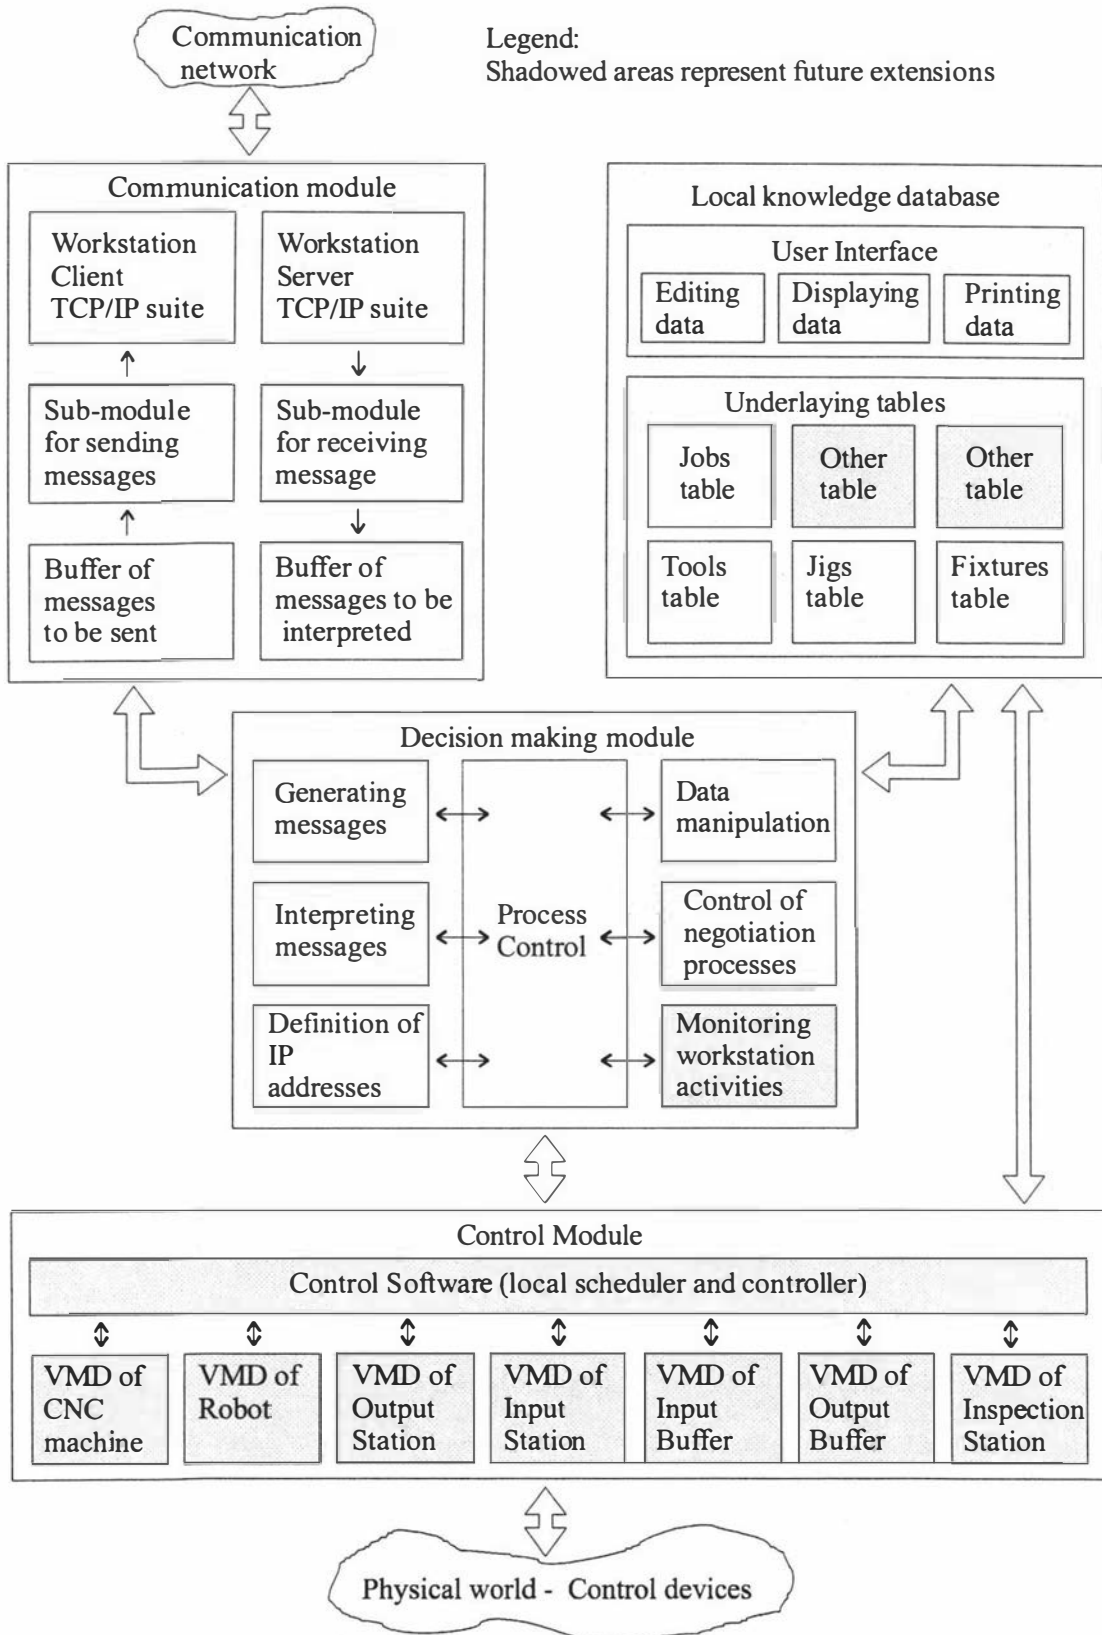 Communication
network
Legend:
Shadowed areas represent future extensions
Communication module
Workstation
Client
TCP/IP suite
Workstation
Server
TCP/IP suite
Sub-module
for sending
messages
Sub-module
for receiving
message
Buffer of
messages
to be sent
Buffer of
messages to be
interpreted
Local knowledge database
User Interface
Editing
data
Displaying
data
Printing
data
Underlaying tables
Jobs
table
Other
table
Other
table
Tools
table
Jigs
table
Fixtures
table
Decision making module
Generating
messages
Interpreting
messages
Definition of
IP
addresses
Process
Control
Data
manipulation
Control of
negotiation
processes
Monitoring
workstation
activities
Control Module
Control Software (local scheduler and controller)
VMD of
CNC
machine
VMD of
Robot
VMD of
Output
Station
VMD of
Input
Station
VMD of
Input
Buffer
VMD of
Output
Buffer
VMD of
Inspection
Station
Physical world - Control devices